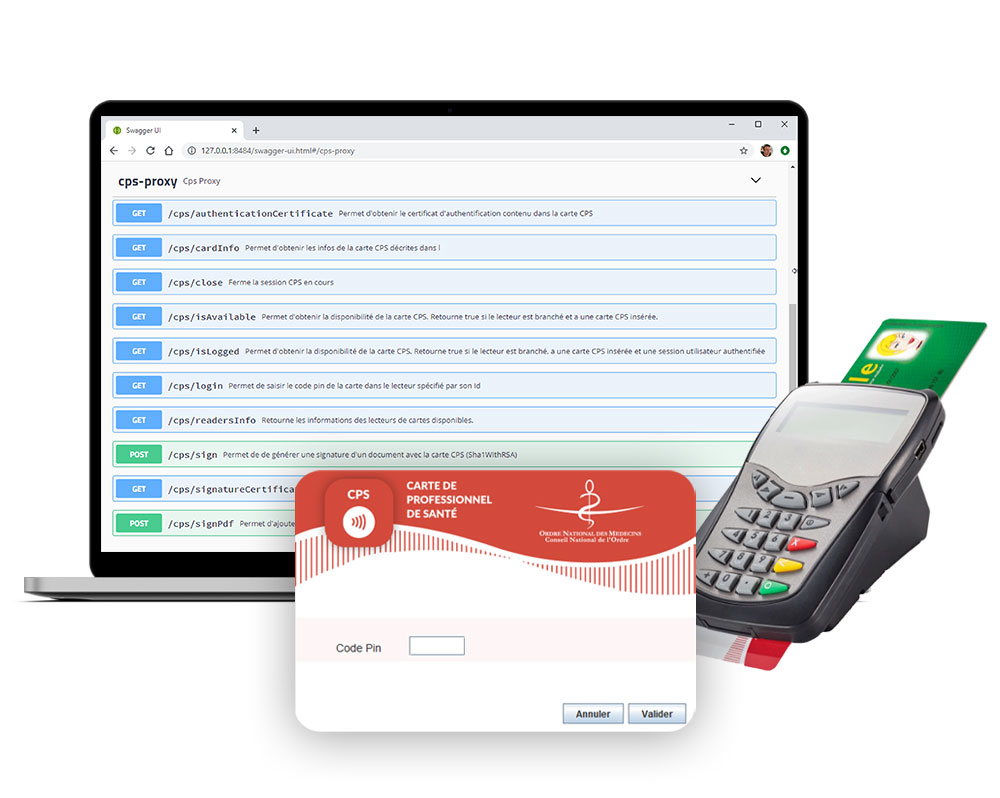 Swagger UI
127.0.0.1:8484/swagger-ui.html#/cps-proxy
cps-proxy Cps Proxy
GET /cps/authenticationCertificate Permet d'obtenir le certificat d'authentification contenu dans la carte CPS
GET /cps/cardInfo Permet d'obtenir les infos de la carte CPS décrites dans l
GET /cps/close Ferme la session CPS en cours
GET /cps/isAvailable Permet d'obtenir la disponibilité de la carte CPS. Retourne true si le lecteur est branché et a une carte CPS insérée.
GET /cps/isLogged Permet d'obtenir la disponibilité de la carte CPS. Retourne true si le lecteur est branché, a une carte CPS insérée et une session utilisateur authentifiée
GET /cps/login Permet de saisir le code pin de la carte dans le lecteur spécifié par son Id
GET /cps/readersInfo Retourne les informations des lecteurs de cartes disponibles.
POST /cps/sign Permet de de générer une signature d'un document avec la carte CPS (Sha1WithRSA)
GET /cps/signatureCertifica
POST /cps/signPdf Permet d'ajoute
CPS
CARTE DE
PROFESSIONNEL
DE SANTÉ
ORDRE NATIONAL DES MEDECINS
Conseil National de l'Ordre
Code Pin
Annuler Valider
le